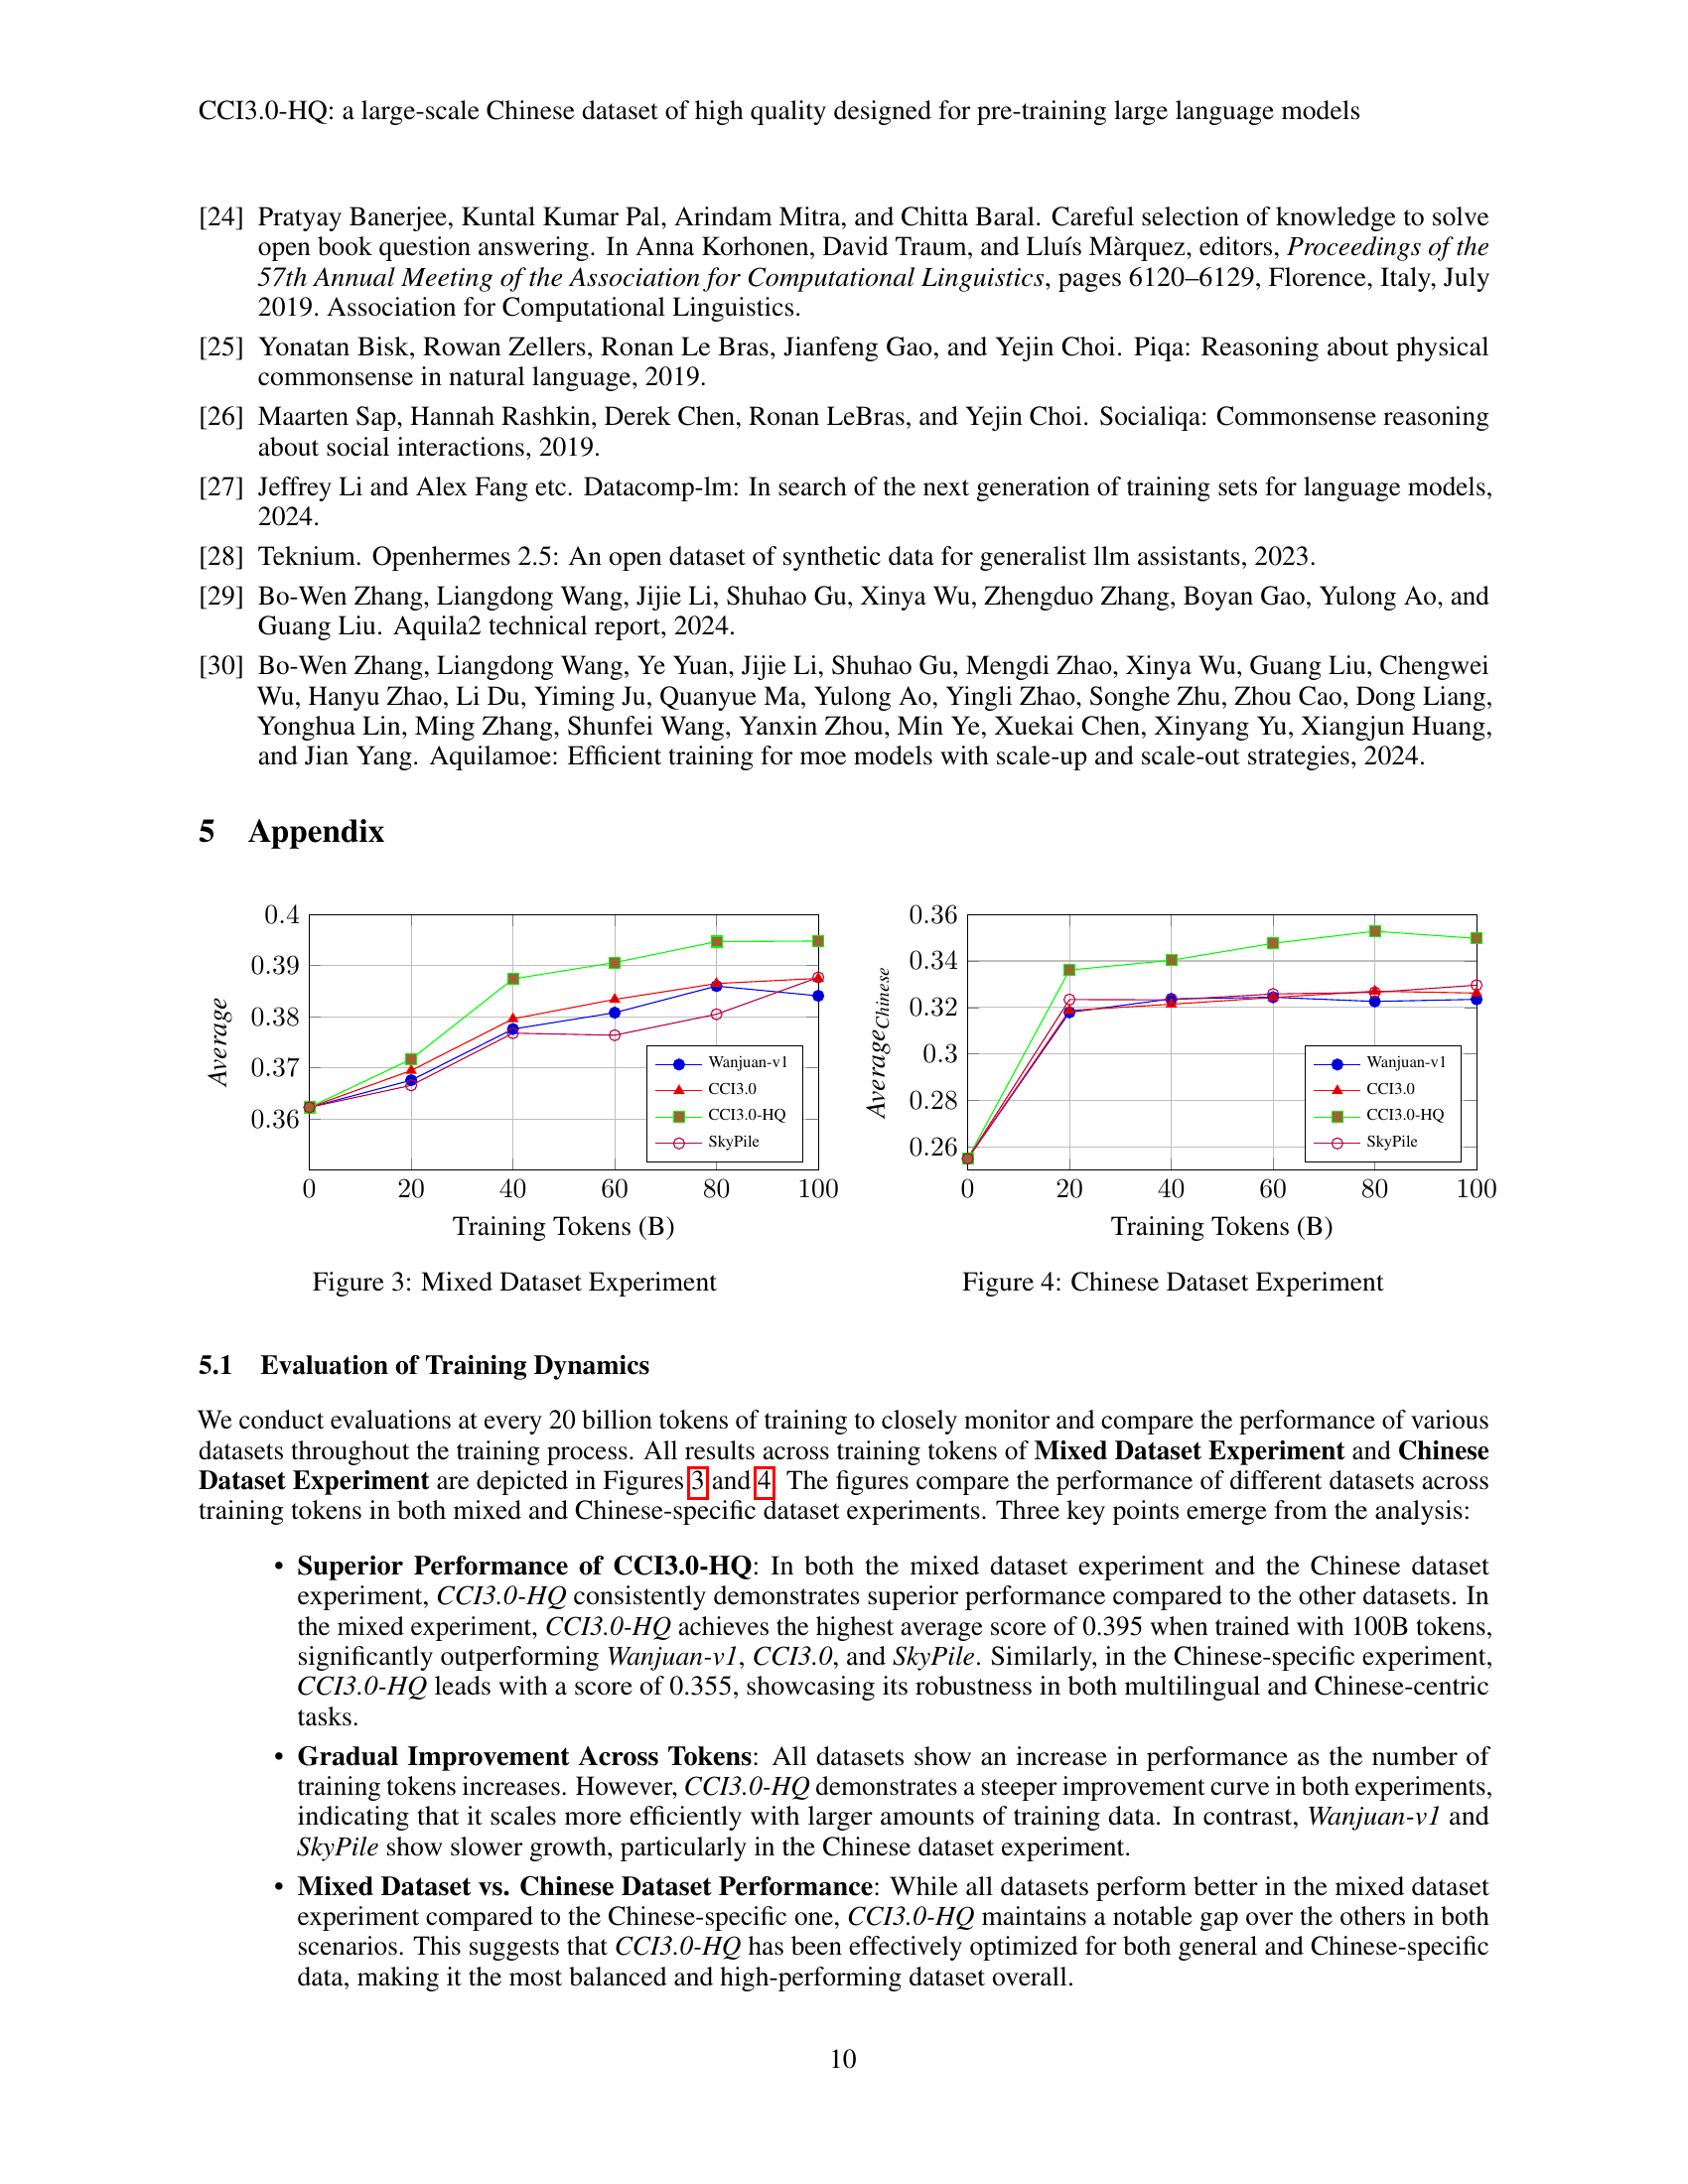 CCI3.0-HQ: a large-scale Chinese dataset of high quality designed for pre-training large language models
[24] Pratyay Banerjee, Kuntal Kumar Pal, Arindam Mitra, and Chitta Baral. Careful selection of knowledge to solve
open book question answering. In Anna Korhonen, David Traum, and Lluís Màrquez, editors, Proceedings of the
57th Annual Meeting of the Association for Computational Linguistics, pages 6120–6129, Florence, Italy, July
2019. Association for Computational Linguistics.
[25] Yonatan Bisk, Rowan Zellers, Ronan Le Bras, Jianfeng Gao, and Yejin Choi. Piqa: Reasoning about physical
commonsense in natural language, 2019.
[26] Maarten Sap, Hannah Rashkin, Derek Chen, Ronan LeBras, and Yejin Choi. Socialiqa: Commonsense reasoning
about social interactions, 2019.
[27] Jeffrey Li and Alex Fang etc. Datacomp-lm: In search of the next generation of training sets for language models,
2024.
[28] Teknium. Openhermes 2.5: An open dataset of synthetic data for generalist llm assistants, 2023.
[29] Bo-Wen Zhang, Liangdong Wang, Jijie Li, Shuhao Gu, Xinya Wu, Zhengduo Zhang, Boyan Gao, Yulong Ao, and
Guang Liu. Aquila2 technical report, 2024.
[30] Bo-Wen Zhang, Liangdong Wang, Ye Yuan, Jijie Li, Shuhao Gu, Mengdi Zhao, Xinya Wu, Guang Liu, Chengwei
Wu, Hanyu Zhao, Li Du, Yiming Ju, Quanyue Ma, Yulong Ao, Yingli Zhao, Songhe Zhu, Zhou Cao, Dong Liang,
Yonghua Lin, Ming Zhang, Shunfei Wang, Yanxin Zhou, Min Ye, Xuekai Chen, Xinyang Yu, Xiangjun Huang,
and Jian Yang. Aquilamoe: Efficient training for moe models with scale-up and scale-out strategies, 2024.
5 Appendix
0.4
0.39
0.38
0.37
0.36
Average
Wanjuan-v1
CCI3.0
CCI3.0-HQ
SkyPile
0 20 40 60 80 100
Training Tokens (B)
Figure 3: Mixed Dataset Experiment
0.36
0.34
0.32
0.3
0.28
0.26
Average Chinese
Wanjuan-v1
CCI3.0
CCI3.0-HQ
SkyPile
0 20 40 60 80 100
Training Tokens (B)
Figure 4: Chinese Dataset Experiment
5.1 Evaluation of Training Dynamics
We conduct evaluations at every 20 billion tokens of training to closely monitor and compare the performance of various
datasets throughout the training process. All results across training tokens of Mixed Dataset Experiment and Chinese
Dataset Experiment are depicted in Figures 3 and 4. The figures compare the performance of different datasets across
training tokens in both mixed and Chinese-specific dataset experiments. Three key points emerge from the analysis:
• Superior Performance of CCI3.0-HQ: In both the mixed dataset experiment and the Chinese dataset
experiment, CCI3.0-HQ consistently demonstrates superior performance compared to the other datasets. In
the mixed experiment, CCI3.0-HQ achieves the highest average score of 0.395 when trained with 100B tokens,
significantly outperforming Wanjuan-v1, CCI3.0, and SkyPile. Similarly, in the Chinese-specific experiment,
CCI3.0-HQ leads with a score of 0.355, showcasing its robustness in both multilingual and Chinese-centric
tasks.
• Gradual Improvement Across Tokens: All datasets show an increase in performance as the number of
training tokens increases. However, CCI3.0-HQ demonstrates a steeper improvement curve in both experiments,
indicating that it scales more efficiently with larger amounts of training data. In contrast, Wanjuan-v1 and
SkyPile show slower growth, particularly in the Chinese dataset experiment.
• Mixed Dataset vs. Chinese Dataset Performance: While all datasets perform better in the mixed dataset
experiment compared to the Chinese-specific one, CCI3.0-HQ maintains a notable gap over the others in both
scenarios. This suggests that CCI3.0-HQ has been effectively optimized for both general and Chinese-specific
data, making it the most balanced and high-performing dataset overall.
10